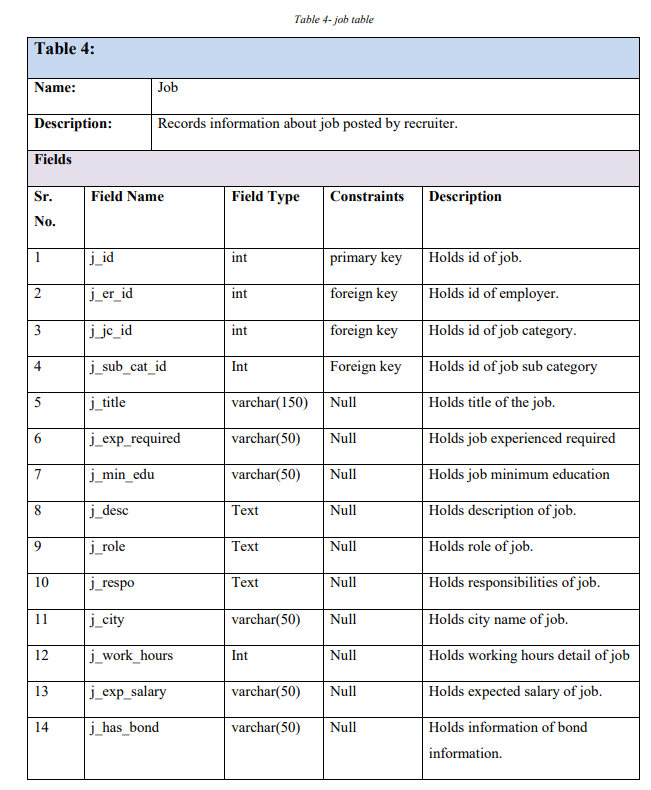 Table 4- job table
Table 4:
Name: Job
Description: Records information about job posted by recruiter.
Fields
Sr. No. Field Name Field Type Constraints Description
1 j_id int primary key Holds id of job.
2 j_er_id int foreign key Holds id of employer.
3 j_jc_id int foreign key Holds id of job category.
4 j_sub_cat_id Int Foreign key Holds id of job sub category
5 j_title varchar(150) Null Holds title of the job.
6 j_exp_required varchar(50) Null Holds job experienced required
7 j_min_edu varchar(50) Null Holds job minimum education
8 j_desc Text Null Holds description of job.
9 j_role Text Null Holds role of job.
10 j_respo Text Null Holds responsibilities of job.
11 j_city varchar(50) Null Holds city name of job.
12 j_work_hours Int Null Holds working hours detail of job
13 j_exp_salary varchar(50) Null Holds expected salary of job.
14 j_has_bond varchar(50) Null Holds information of bond
information.